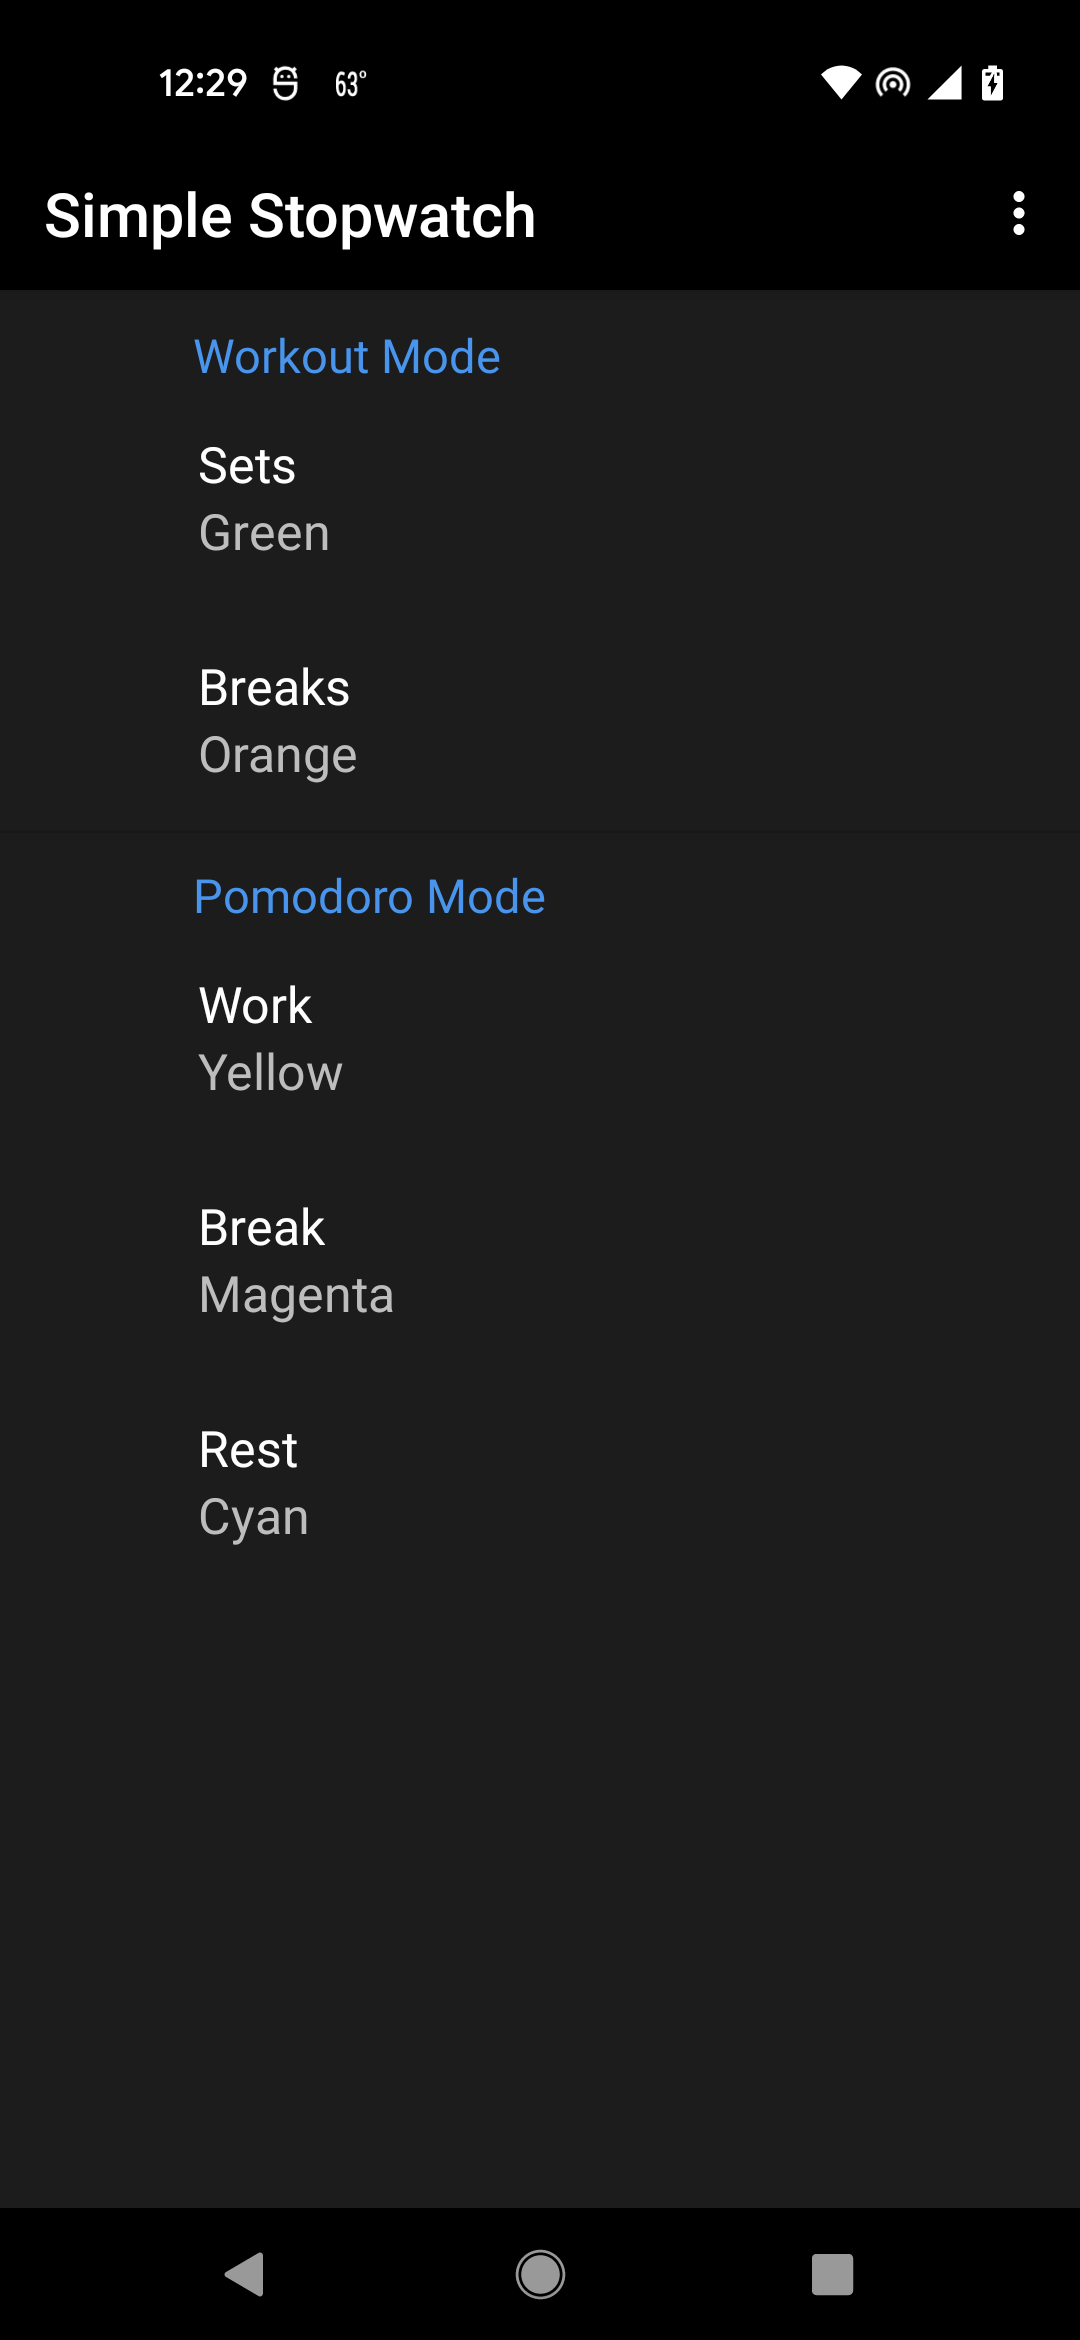 12:29 63°
Simple Stopwatch
Workout Mode
Sets
Green
Breaks
Orange
Pomodoro Mode
Work
Yellow
Break
Magenta
Rest
Cyan